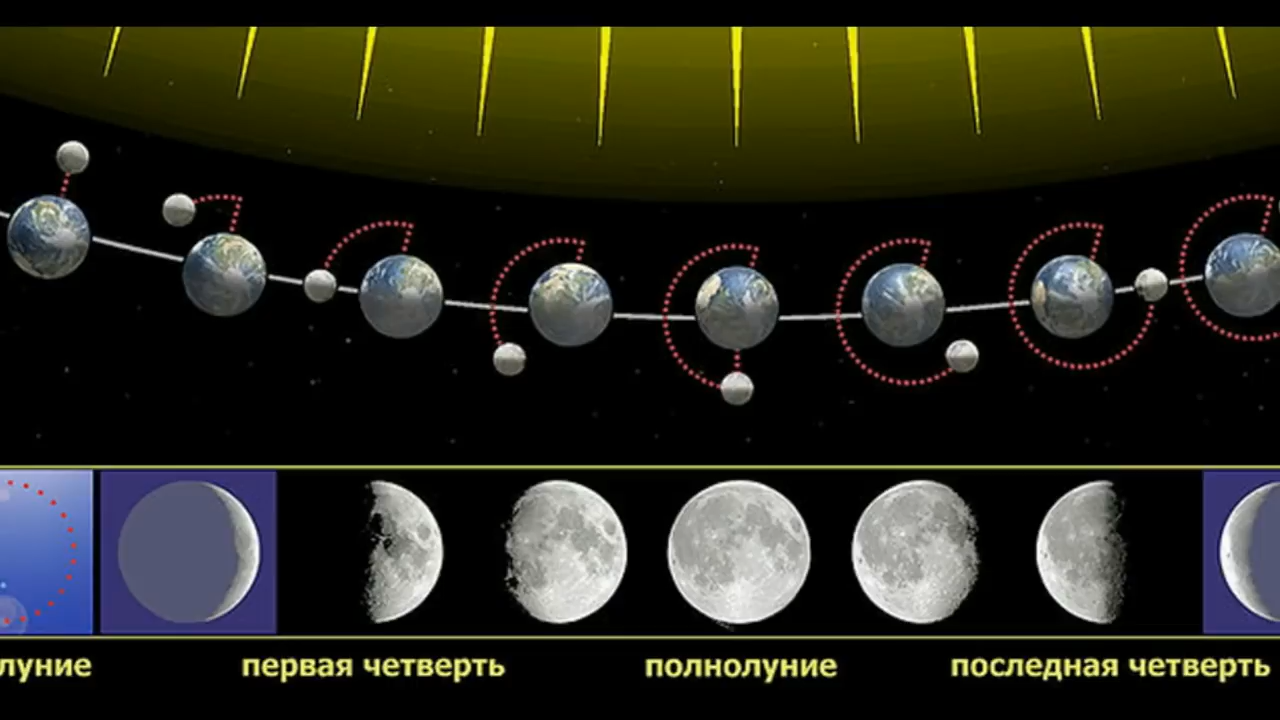 луние
первая четверть
полнолуние
последная четверть